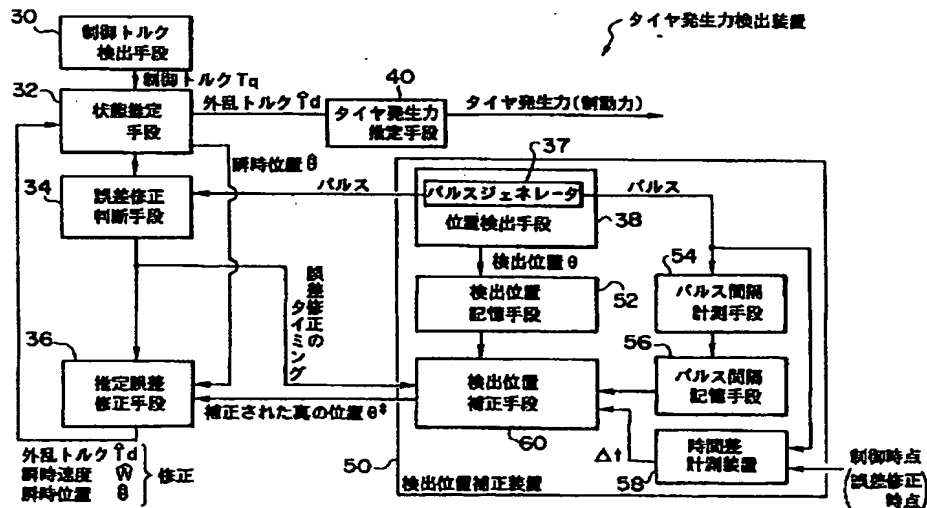 タイヤ発生力検出装置
30
制御トルク
検出手段
制御トルクTq
32
状態推定
手段
外乱トルクT̂d
40
タイヤ発生力
推定手段
タイヤ発生力(制動力)
瞬時位置θ̂
34
誤差修正
判断手段
パルス
37
パルスジェネレータ
位置検出手段
38
パルス
検出位置θ
誤差修正の
タイミング
検出位置
記憶手段
52
54
パルス間隔
計測手段
36
推定誤差
修正手段
補正された真の位置θ*
検出位置
補正手段
60
56
パルス間隔
記憶手段
外乱トルクT̂d
瞬時速度 Ŵ
瞬時位置 θ̂
修正
50
検出位置補正装置
Δt
58
時間差
計測装置
制御時点
(誤差修正
時点)